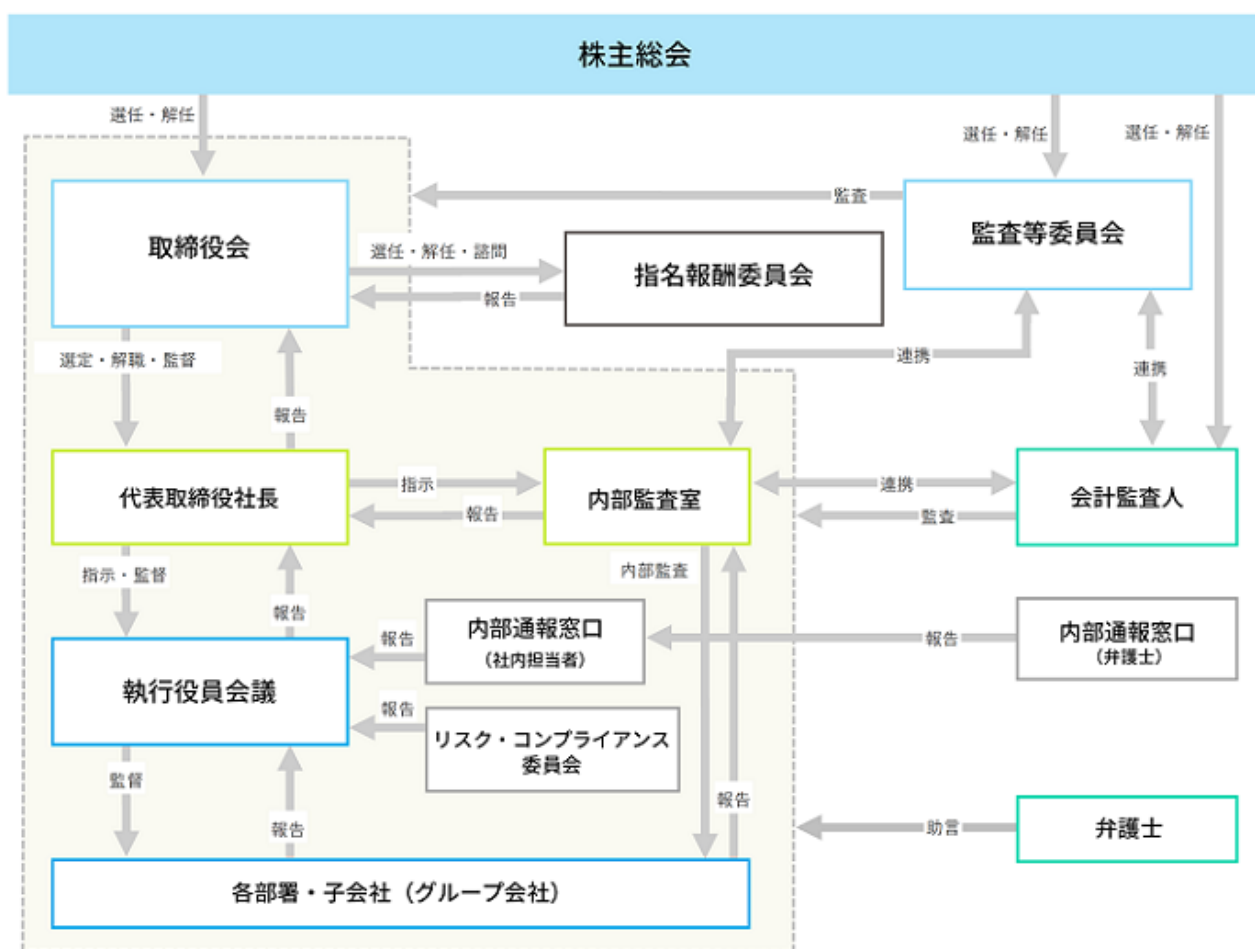 株主総会
選任・解任
選任・解任
選任・解任
監査
取締役会
監査等委員会
選任・解任・諮問
指名報酬委員会
報告
選定・解職・監督
連携
連携
報告
代表取締役社長
指示
内部監査室
連携
会計監査人
報告
監査
指示・監督
内部監査
報告
内部通報窓口
(社内担当者)
報告
報告
内部通報窓口
(弁護士)
執行役員会議
報告
リスク・コンプライアンス
委員会
監督
報告
報告
助言
弁護士
各部署・子会社(グループ会社)